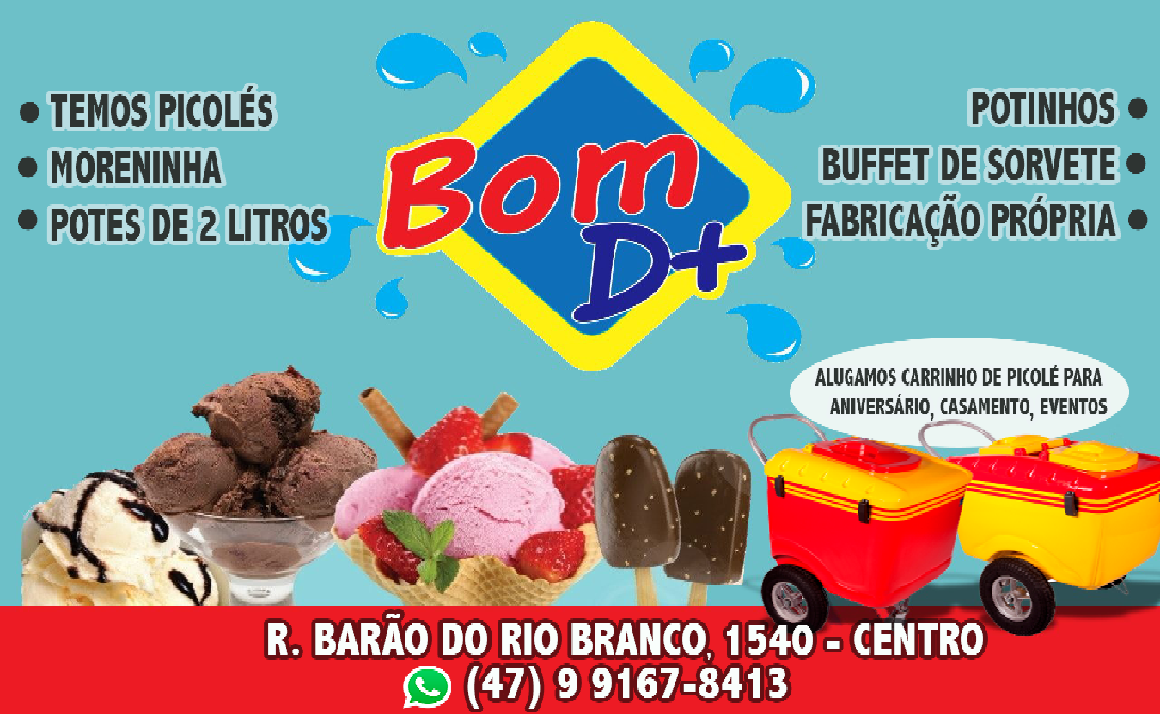 • TEMOS PICOLÉS
• MORENINHA
• POTES DE 2 LITROS
Bom
D+
POTINHOS •
BUFFET DE SORVETE •
FABRICAÇÃO PRÓPRIA •
ALUGAMOS CARRINHO DE PICOLÉ PARA
ANIVERSÁRIO, CASAMENTO, EVENTOS
R. BARÃO DO RIO BRANCO, 1540 - CENTRO
(47) 9 9167-8413